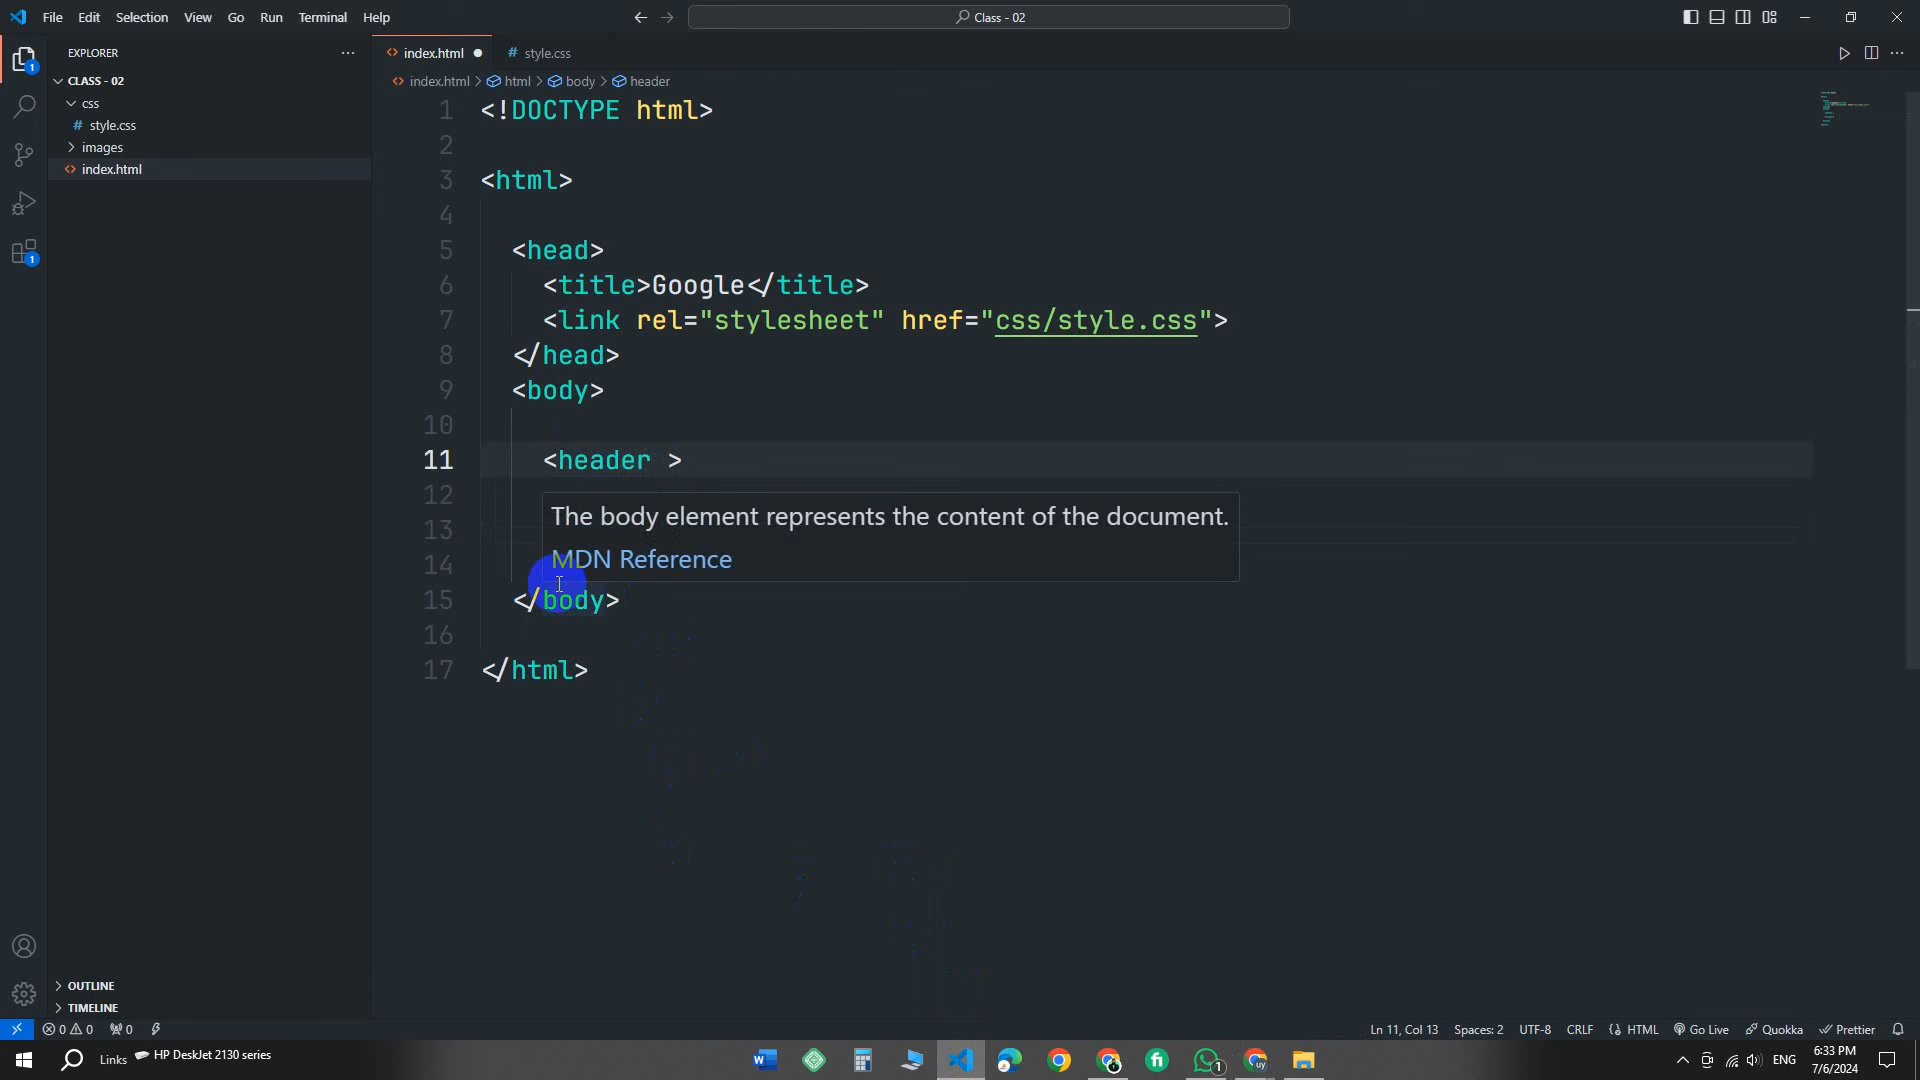 File Edit Selection View Go Run Terminal Help
Class - 02
EXPLORER
index.html
# style.css
CLASS - 02
css
# style.css
images
index.html
index.html > html > body > header
1 <!DOCTYPE html>
2
3 <html>
4
5 <head>
6 <title>Google</title>
7 <link rel="stylesheet" href="css/style.css">
8 </head>
9 <body>
10
11 <header >
12
The body element represents the content of the document.
13
MDN Reference
14
15 </body>
16
17 </html>
1
1
OUTLINE
TIMELINE
0 0 0
Ln 11, Col 13 Spaces: 2 UTF-8 CRLF HTML Go Live Quokka Prettier
Links HP DeskJet 2130 series
1
uy
ENG
6:33 PM
7/6/2024